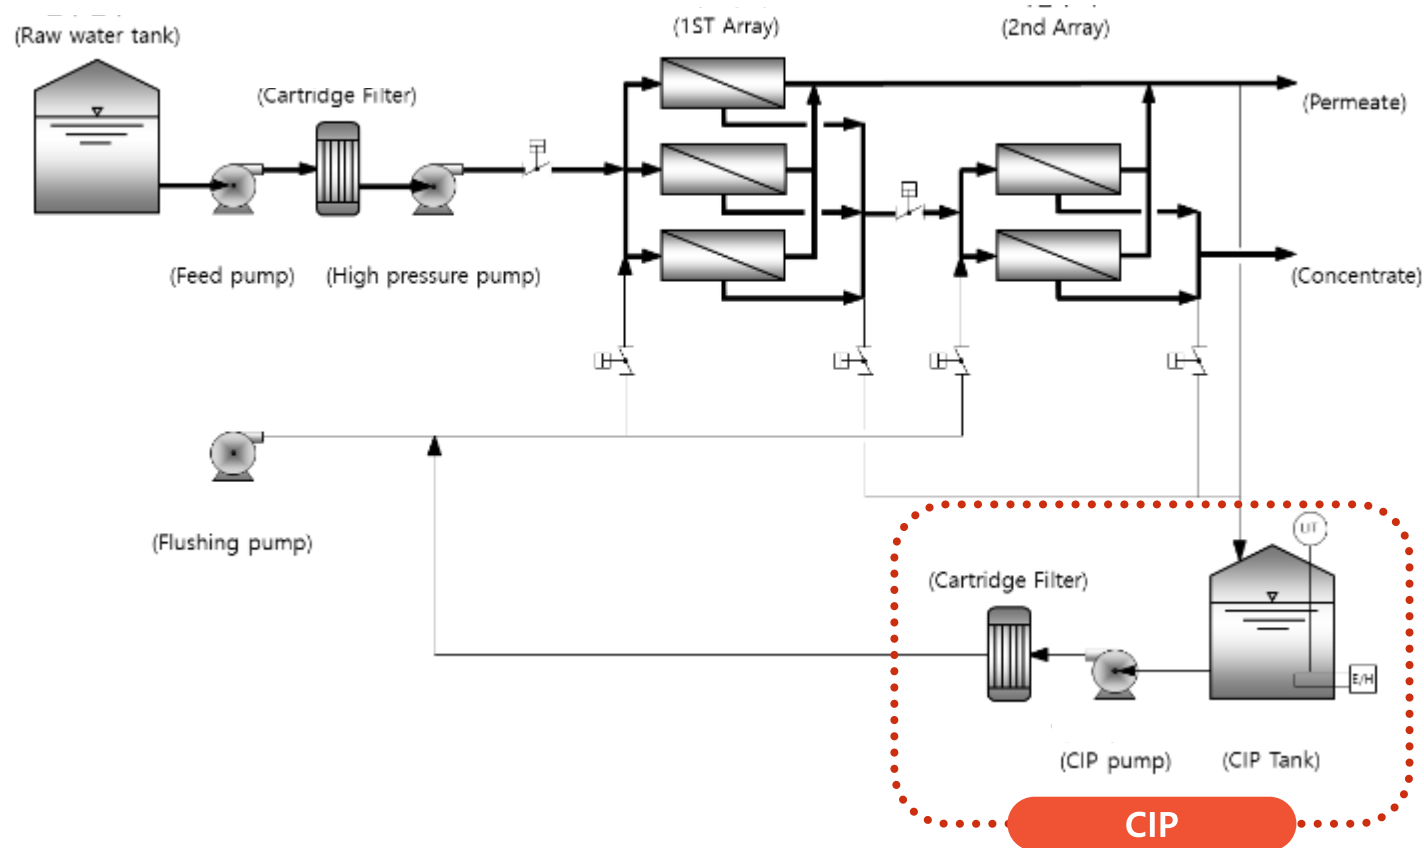 (Raw water tank)
(1ST Array)
(2nd Array)
(Cartridge Filter)
(Permeate)
(Feed pump)
(High pressure pump)
(Concentrate)
(Flushing pump)
(Cartridge Filter)
E/H
(CIP pump)
(CIP Tank)
CIP